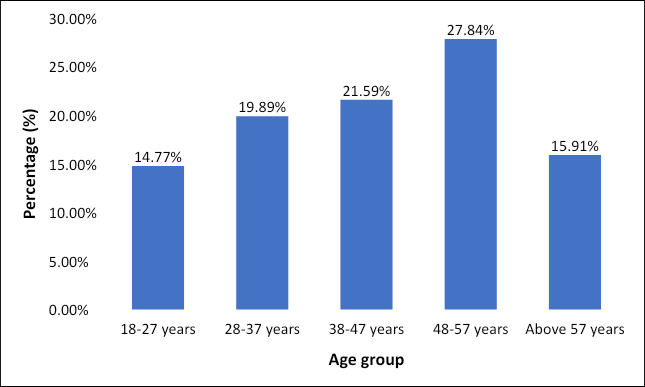 30.00%
25.00%
20.00%
15.00%
10.00%
5.00%
0.00%
Percentage (%)
14.77%
19.89%
21.59%
27.84%
15.91%
18-27 years
28-37 years
38-47 years
48-57 years
Above 57 years
Age group